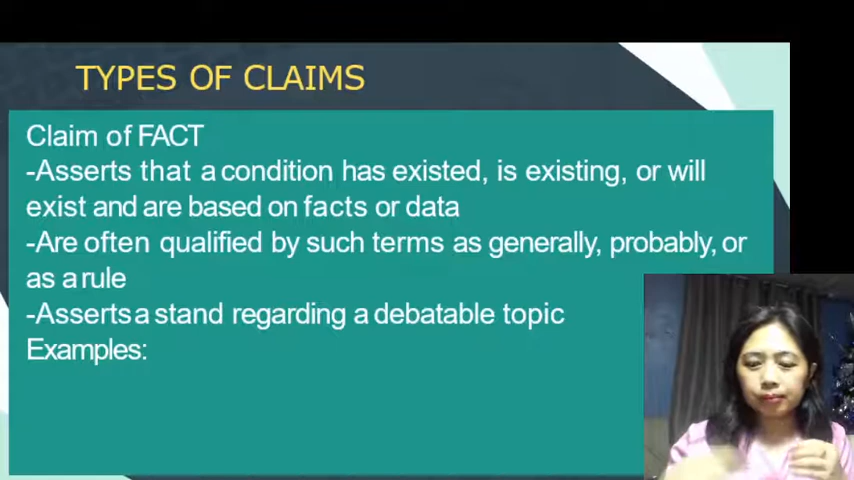 TYPES OF CLAIMS
Claim of FACT
-Asserts that a condition has existed, is existing, or will
exist and are based on facts or data
-Are often qualified by such terms as generally, probably, or
as a rule
-Asserts a stand regarding a debatable topic
Examples: